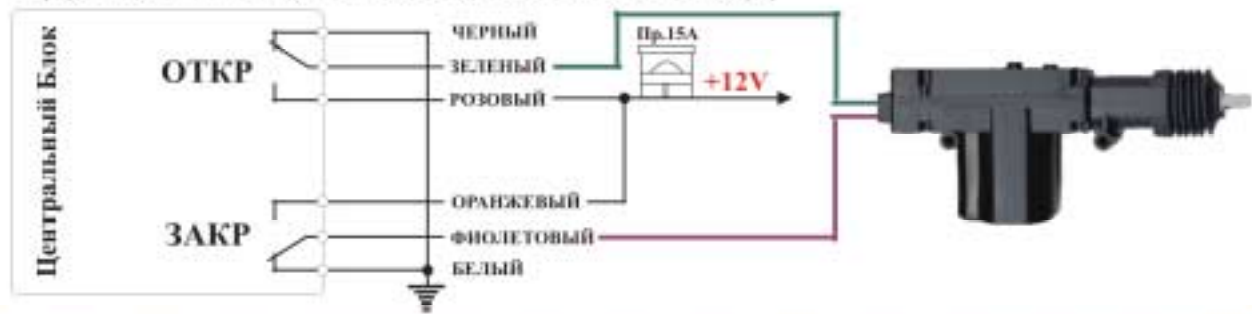 Центральный Блок
ОТКР
ЧЕРНЫЙ
ЗЕЛЕНЫЙ
РОЗОВЫЙ
Пр.15А
+12V
ЗАКР
ОРАНЖЕВЫЙ
ФИОЛЕТОВЫЙ
БЕЛЫЙ